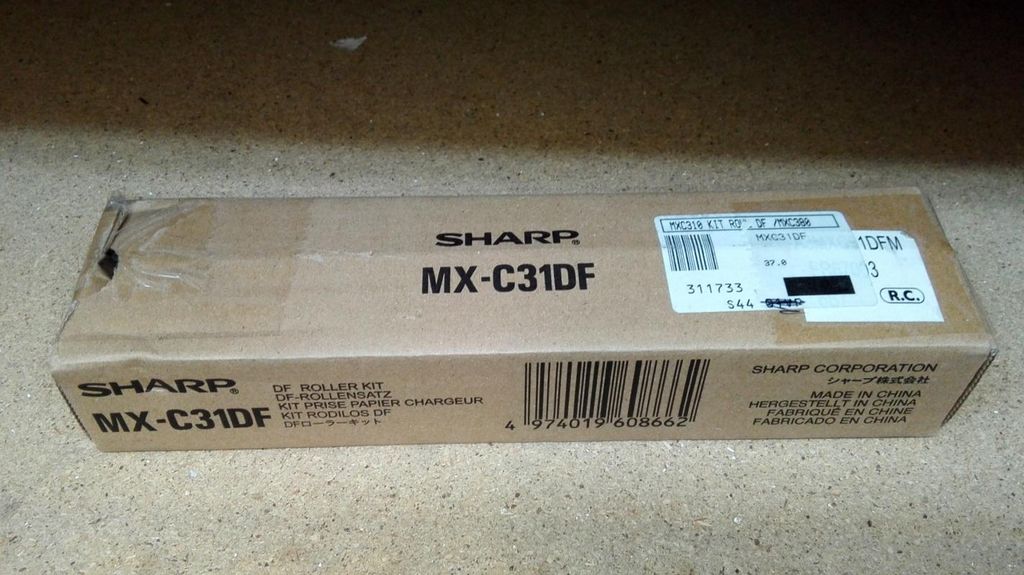 SHARP®
MX-C31DF
MXC310 KIT DF /MXC380
MXC31DF
37.0
311733
S44
1DFM
3
R.C.
SHARP®
MX-C31DF
DF ROLLER KIT
DF-ROLLENSATZ
KIT PRISE PAPIER CHARGEUR
KIT RODILOS DF
DFローラーキット
4 974019 608662
SHARP CORPORATION
シャープ株式会社
MADE IN CHINA
HERGESTELLT IN CHINA
FABRIQUÉ EN CHINE
FABRICADO EN CHINA